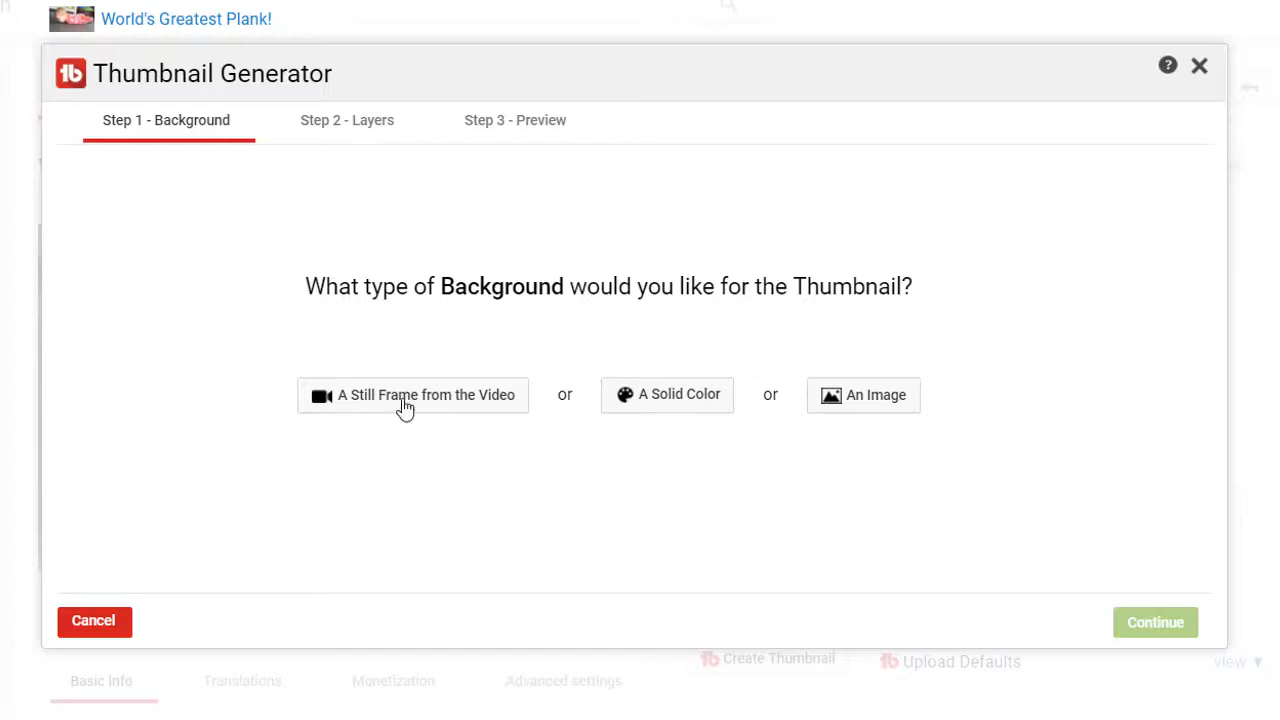 World's Greatest Plank!
Thumbnail Generator
Step 1 - Background
Step 2 - Layers
Step 3 - Preview
What type of Background would you like for the Thumbnail?
A Still Frame from the Video or A Solid Color or An Image
Cancel
Continue
Create Thumbnail
Upload Defaults
View
Basic info
Translations
Monetization
Advanced settings